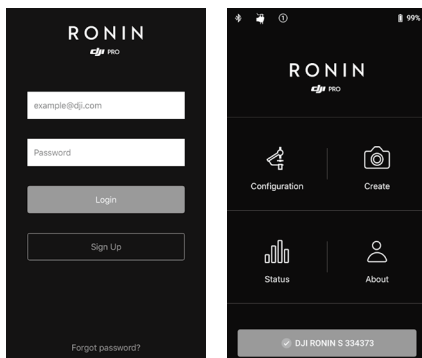 RONIN
dji PRO
example@dji.com
Password
Login
Sign Up
Forgot password?
1 99%
RONIN
dji PRO
Configuration Create
Status About
DJI RONIN S 334373